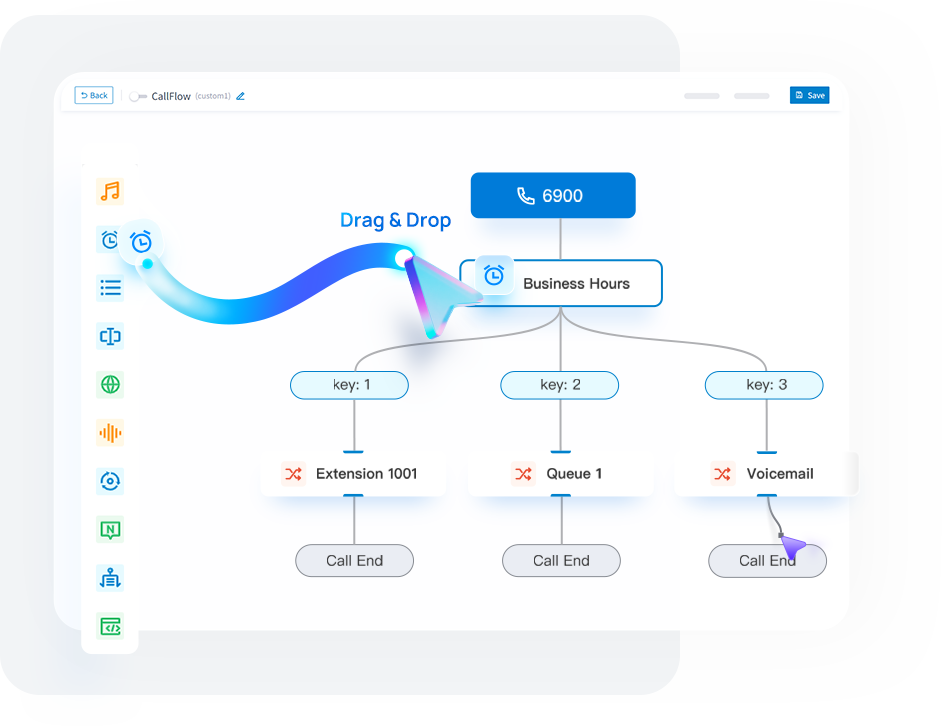 Back
CallFlow (custom1)
Save
6900
Drag & Drop
Business Hours
key: 1
key: 2
key: 3
Extension 1001
Queue 1
Voicemail
N
</>
Call End
Call End
Call End